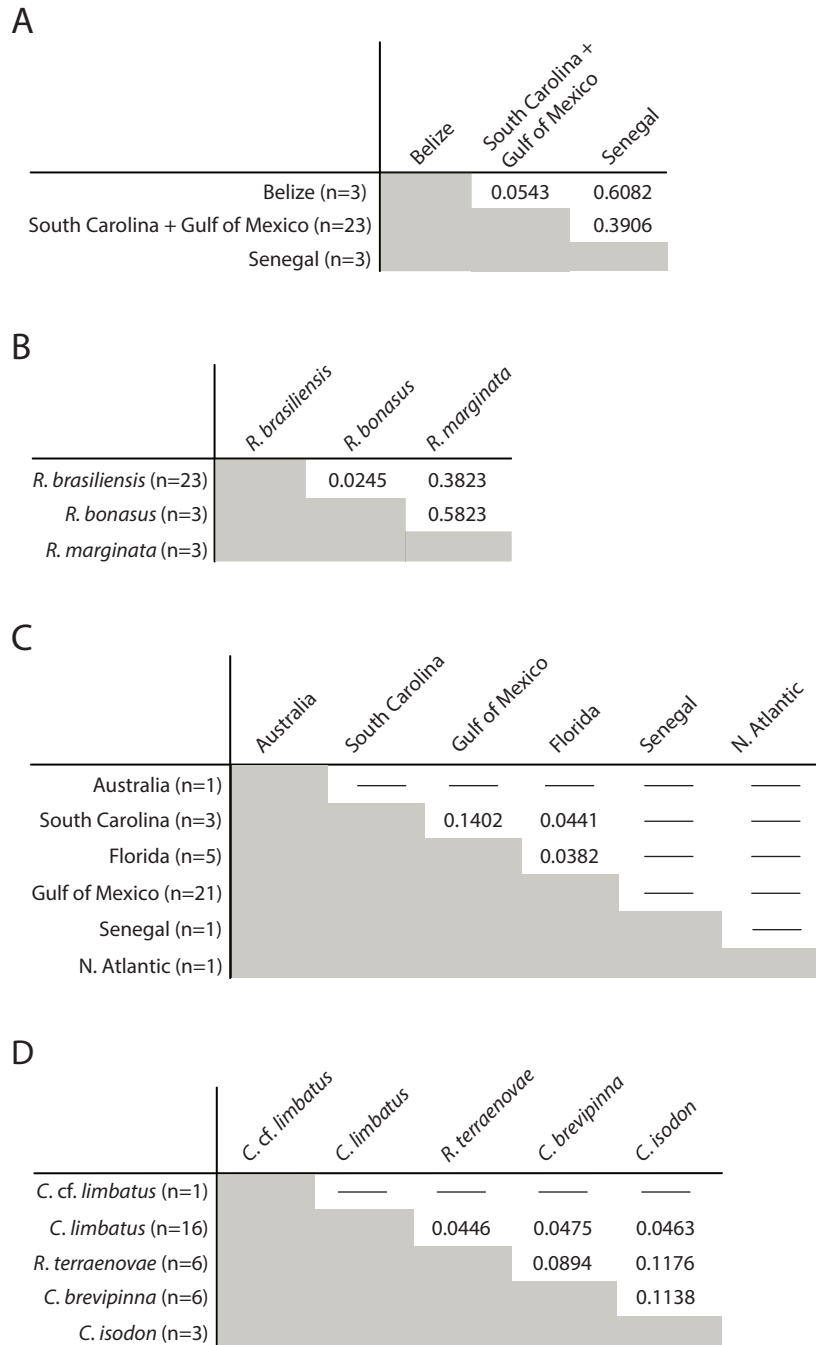 A
Belize
South Carolina +
Gulf of Mexico
Senegal
Belize (n=3) 0.0543 0.6082
South Carolina + Gulf of Mexico (n=23) 0.3906
Senegal (n=3)
B
R. brasiliensis
R. bonasus
R. marginata
R. brasiliensis (n=23) 0.0245 0.3823
R. bonasus (n=3) 0.5823
R. marginata (n=3)
C
Australia
South Carolina
Gulf of Mexico
Florida
Senegal
N. Atlantic
Australia (n=1) — — — — —
South Carolina (n=3) 0.1402 0.0441 — —
Florida (n=5) 0.0382 — —
Gulf of Mexico (n=21) — —
Senegal (n=1) —
N. Atlantic (n=1)
D
C. cf. limbatus
C. limbatus
R. terraenovae
C. brevipinna
C. isodon
C. cf. limbatus (n=1) — — — —
C. limbatus (n=16) 0.0446 0.0475 0.0463
R. terraenovae (n=6) 0.0894 0.1176
C. brevipinna (n=6) 0.1138
C. isodon (n=3)